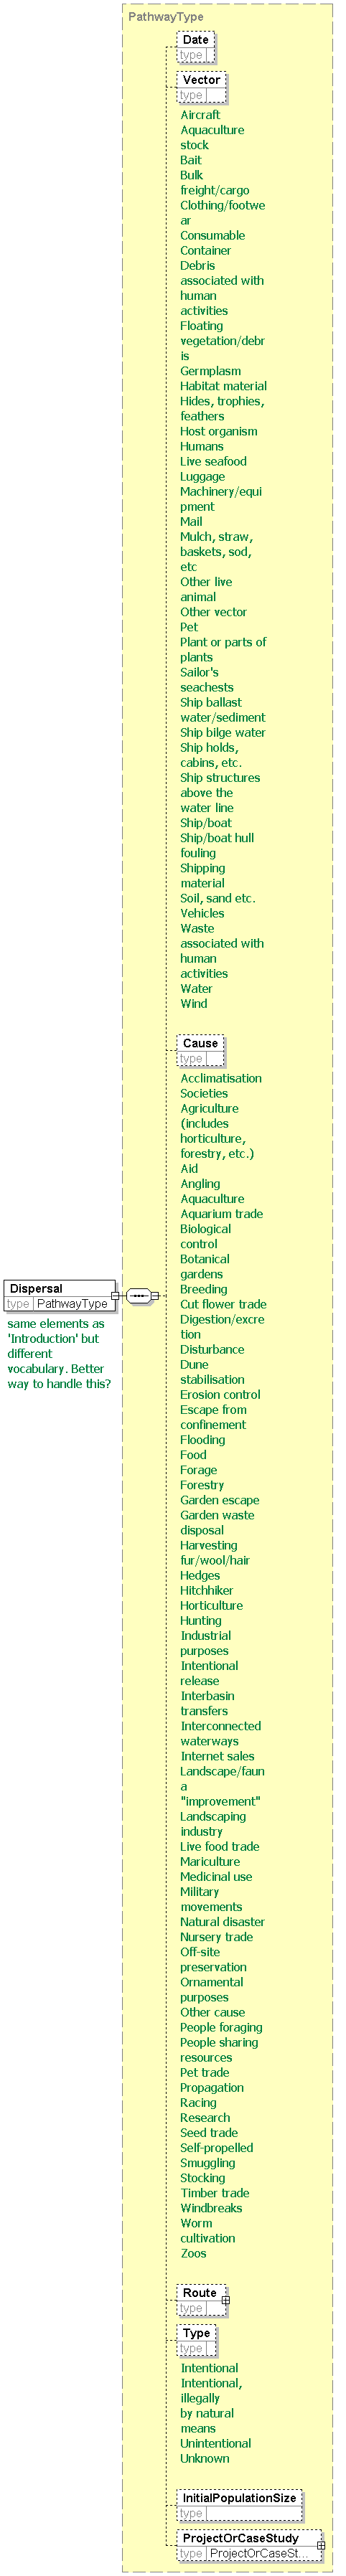 PathwayType
Date
type
Vector
type
Aircraft
Aquaculture
stock
Bait
Bulk
freight/cargo
Clothing/footwe
ar
Consumable
Container
Debris
associated with
human
activities
Floating
vegetation/debr
is
Germplasm
Habitat material
Hides, trophies,
feathers
Host organism
Humans
Live seafood
Luggage
Machinery/equi
pment
Mail
Mulch, straw,
baskets, sod,
etc
Other live
animal
Other vector
Pet
Plant or parts of
plants
Sailor's
seachests
Ship ballast
water/sediment
Ship bilge water
Ship holds,
cabins, etc.
Ship structures
above the
water line
Ship/boat
Ship/boat hull
fouling
Shipping
material
Soil, sand etc.
Vehicles
Waste
associated with
human
activities
Water
Wind
Cause
type
Acclimatisation
Societies
Agriculture
(includes
horticulture,
forestry, etc.)
Aid
Angling
Aquaculture
Aquarium trade
Biological
control
Botanical
gardens
Breeding
Cut flower trade
Digestion/excre
tion
Disturbance
Dune
stabilisation
Erosion control
Escape from
confinement
Flooding
Food
Forage
Forestry
Garden escape
Garden waste
disposal
Harvesting
fur/wool/hair
Hedges
Hitchhiker
Horticulture
Hunting
Industrial
purposes
Intentional
release
Interbasin
transfers
Interconnected
waterways
Internet sales
Landscape/faun
a
"improvement"
Landscaping
industry
Live food trade
Mariculture
Medicinal use
Military
movements
Natural disaster
Nursery trade
Off-site
preservation
Ornamental
purposes
Other cause
People foraging
People sharing
resources
Pet trade
Propagation
Racing
Research
Seed trade
Self-propelled
Smuggling
Stocking
Timber trade
Windbreaks
Worm
cultivation
Zoos
Dispersal
type PathwayType
same elements as
'Introduction' but
different
vocabulary. Better
way to handle this?
Route
type
Type
type
Intentional
Intentional,
illegally
by natural
means
Unintentional
Unknown
InitialPopulationSize
type
ProjectOrCaseStudy
type ProjectOrCaseSt...